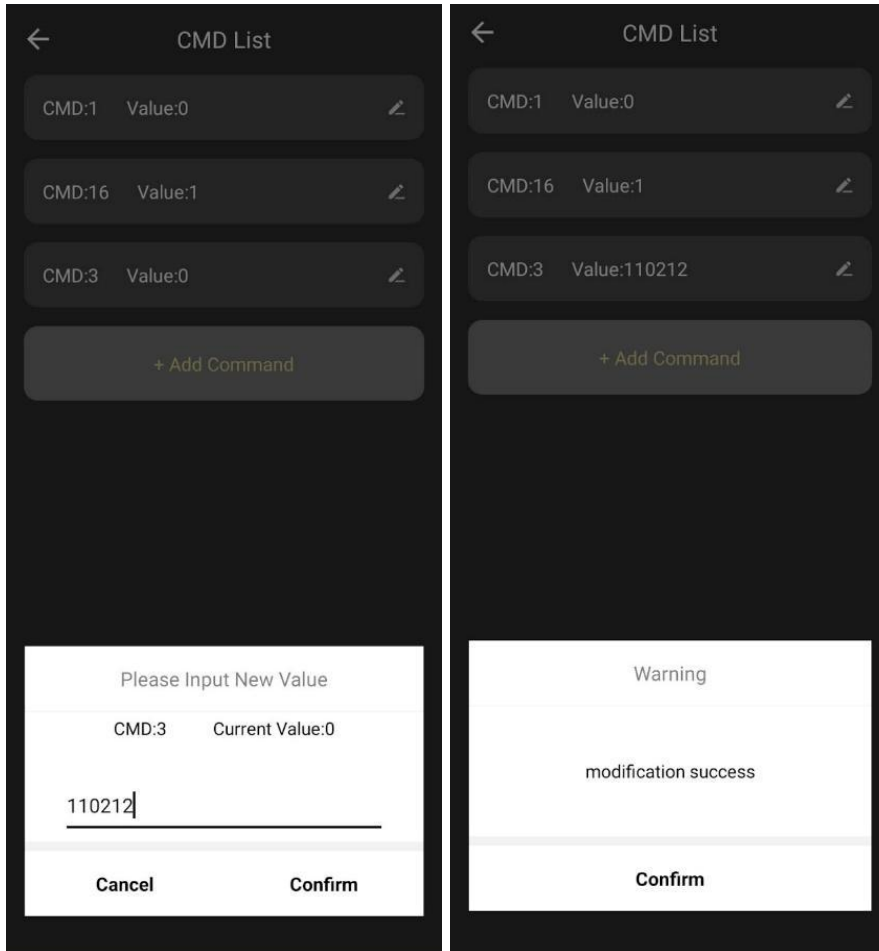 CMD List
CMD:1 Value:0
CMD:16 Value:1
CMD:3 Value:0
+ Add Command
Please Input New Value
CMD:3 Current Value:0
110212
Cancel Confirm
CMD List
CMD:1 Value:0
CMD:16 Value:1
CMD:3 Value:110212
+ Add Command
Warning
modification success
Confirm